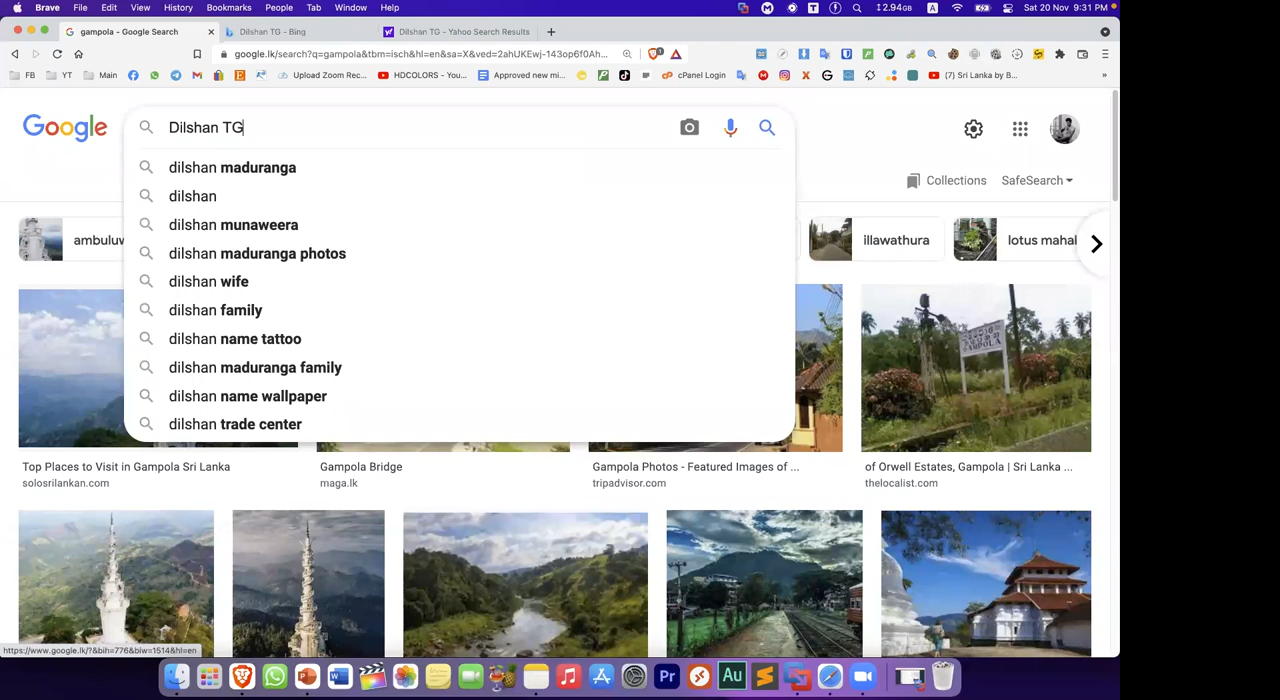 Brave File Edit View History Bookmarks People Tab Window Help 2.94GB A Sat 20 Nov 9:31 PM
gampola - Google Search Dilshan TG - Bing Dilshan TG - Yahoo Search Results
google.lk/search?q=gampola&tbm=isch&hl=en&sa=X&ved=2ahUKEwj-143op6f0Ah...
FB YT Main Upload Zoom Rec... HDCOLORS - You... Approved new mi... cPanel Login (7) Sri Lanka by B... »
Google
Dilshan TG
dilshan maduranga
dilshan
dilshan munaweera
dilshan maduranga photos
dilshan wife
dilshan family
dilshan name tattoo
dilshan maduranga family
dilshan name wallpaper
dilshan trade center
Collections SafeSearch
ambuluw
illawathura
lotus mahal
GAMPOLA
Top Places to Visit in Gampola Sri Lanka
solosrilankan.com
Gampola Bridge
maga.lk
Gampola Photos - Featured Images of ...
tripadvisor.com
of Orwell Estates, Gampola | Sri Lanka ...
thelocalist.com
https://www.google.lk/?&bih=776&biw=1514&hl=en
Pr
Au